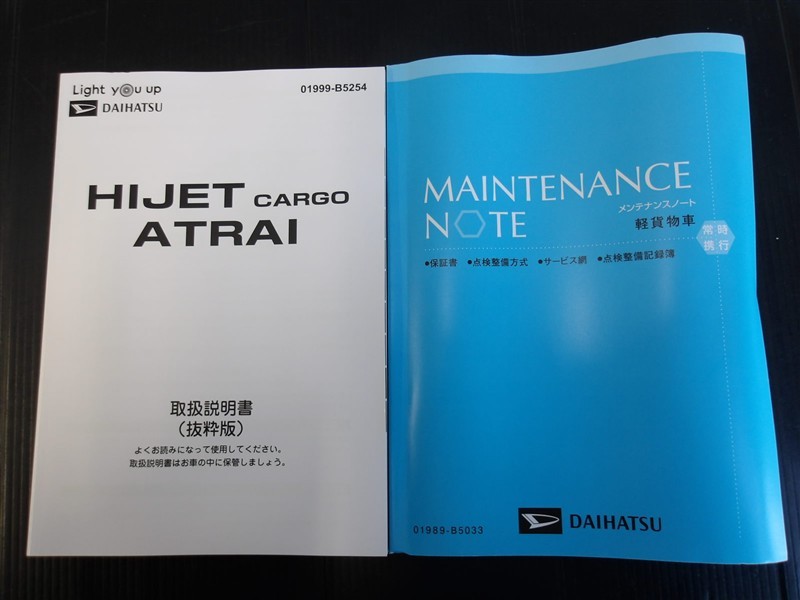 Light you up
DAIHATSU
01999-B5254
HIJET CARGO
ATRAI
取扱説明書
（抜粋版）
よくお読みになって使用してください。
取扱説明書はお車の中に保管しましょう。
MAINTENANCE
NOTE
メンテナンスノート
軽貨物車
常時
携行
●保証書 ●点検整備方式 ●サービス網 ●点検整備記録簿
01989-B5033
DAIHATSU